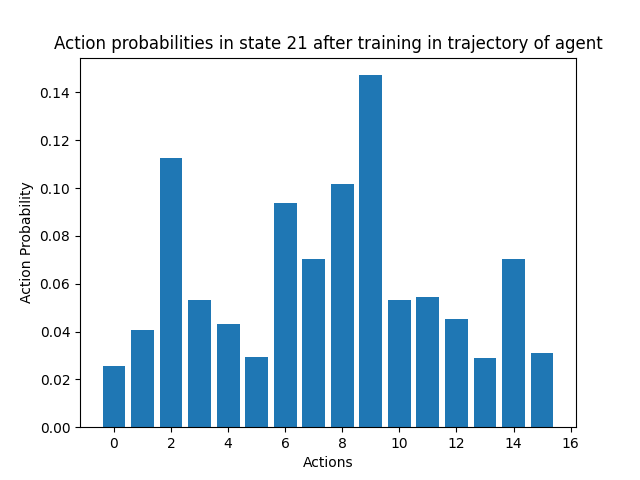 Action probabilities in state 21 after training in trajectory of agent
0.14
0.12
0.10
0.08
0.06
0.04
0.02
0.00
Action Probability
0 2 4 6 8 10 12 14 16
Actions